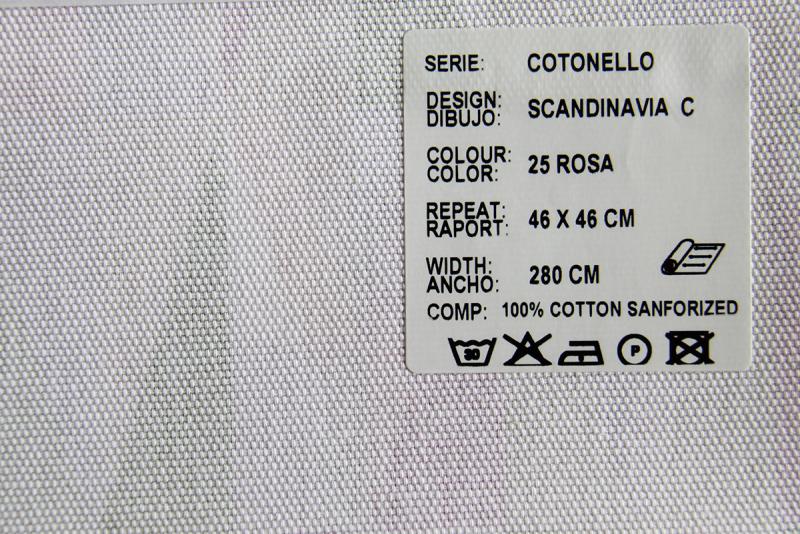 SERIE: COTONELLO
DESIGN:
DIBUJO: SCANDINAVIA C
COLOUR:
COLOR: 25 ROSA
REPEAT:
RAPORT: 46 X 46 CM
WIDTH:
ANCHO: 280 CM
COMP: 100% COTTON SANFORIZED
30 P